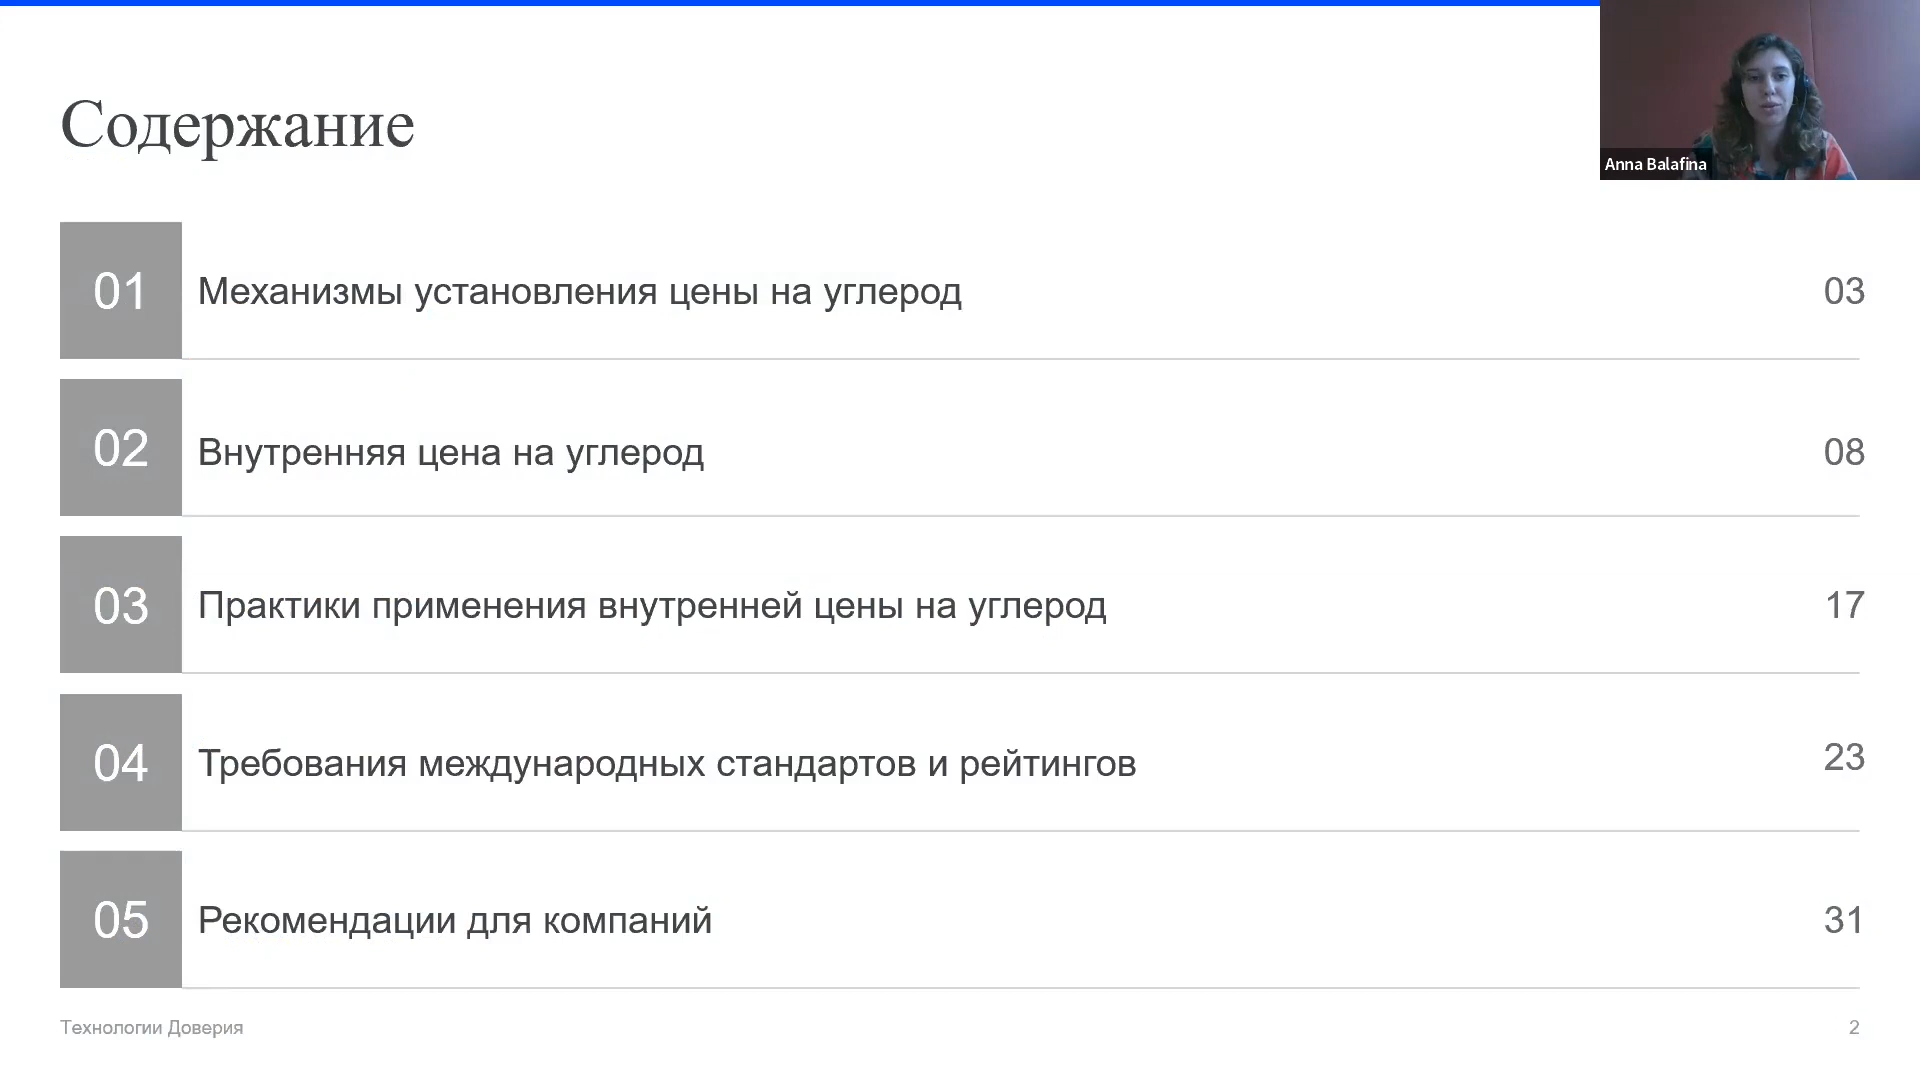 Содержание
Anna Balafina
01 Механизмы установления цены на углерод 03
02 Внутренняя цена на углерод 08
03 Практики применения внутренней цены на углерод 17
04 Требования международных стандартов и рейтингов 23
05 Рекомендации для компаний 31
Технологии Доверия 2